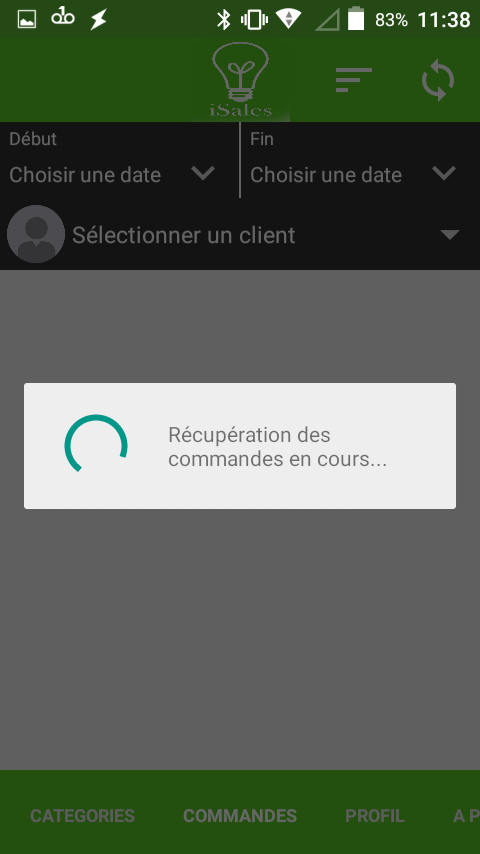 83% 11:38
iSales
Début
Fin
Choisir une date
Choisir une date
Sélectionner un client
Récupération des
commandes en cours...
CATEGORIES COMMANDES PROFIL A P